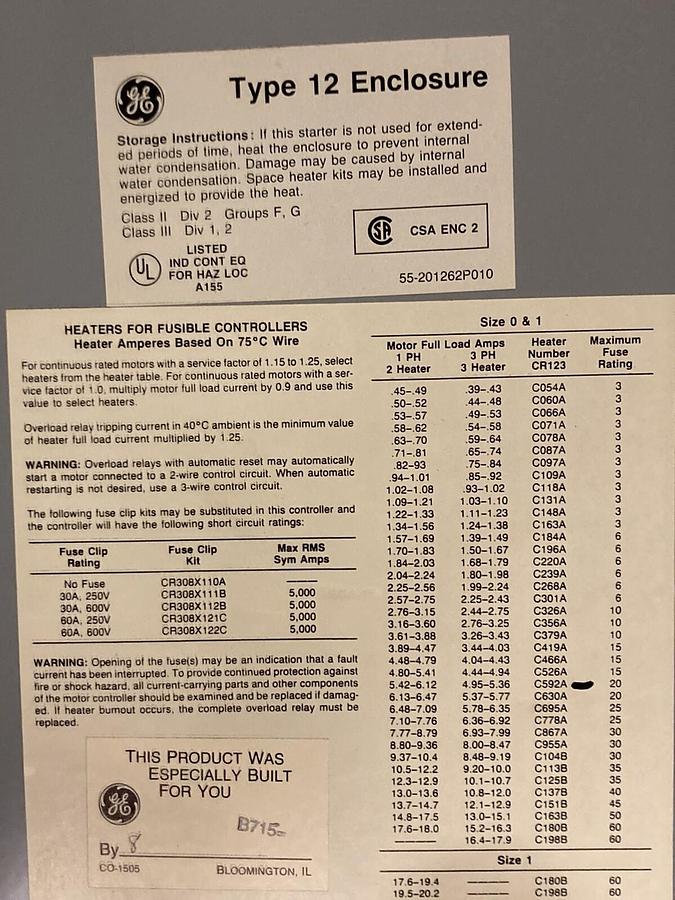 GE
Type 12 Enclosure
Storage Instructions: If this starter is not used for extend-
ed periods of time, heat the enclosure to prevent internal
water condensation. Damage may be caused by internal
water condensation. Space heater kits may be installed and
energized to provide the heat.
Class II Div 2 Groups F, G
Class III Div 1, 2
UL
LISTED
IND CONT EQ
FOR HAZ LOC
A155
SA CSA ENC 2
55-201262P010
HEATERS FOR FUSIBLE CONTROLLERS
Heater Amperes Based On 75°C Wire
For continuous rated motors with a service factor of 1.15 to 1.25, select
heaters from the heater table. For continuous rated motors with a ser-
vice factor of 1.0, multiply motor full load current by 0.9 and use this
value to select heaters.
Overload relay tripping current in 40°C ambient is the minimum value
of heater full load current multiplied by 1.25.
WARNING: Overload relays with automatic reset may automatically
start a motor connected to a 2-wire control circuit. When automatic
restarting is not desired, use a 3-wire control circuit.
The following fuse clip kits may be substituted in this controller and
the controller will have the following short circuit ratings:
Fuse Clip Rating Fuse Clip Kit Max RMS Sym Amps
No Fuse CR308X110A ———
30A, 250V CR308X111B 5,000
30A, 600V CR308X112B 5,000
60A, 250V CR308X121C 5,000
60A, 600V CR308X122C 5,000
WARNING: Opening of the fuse(s) may be an indication that a fault
current has been interrupted. To provide continued protection against
fire or shock hazard, all current-carrying parts and other components
of the motor controller should be examined and be replaced if damag-
ed. If heater burnout occurs, the complete overload relay must be
replaced.
THIS PRODUCT WAS
ESPECIALLY BUILT
FOR YOU
GE
B715
By 8
CO-1505 BLOOMINGTON, IL
Size 0 & 1
Motor Full Load Amps Heater Maximum
1 PH 3 PH Number Fuse
2 Heater 3 Heater CR123 Rating
.45–.49 .39–.43 C054A 3
.50–.52 .44–.48 C060A 3
.53–.57 .49–.53 C066A 3
.58–.62 .54–.58 C071A 3
.63–.70 .59–.64 C078A 3
.71–.81 .65–.74 C087A 3
.82–93 .75–.84 C097A 3
.94–1.01 .85–.92 C109A 3
1.02–1.08 .93–1.02 C118A 3
1.09–1.21 1.03–1.10 C131A 3
1.22–1.33 1.11–1.23 C148A 3
1.34–1.56 1.24–1.38 C163A 3
1.57–1.69 1.39–1.49 C184A 6
1.70–1.83 1.50–1.67 C196A 6
1.84–2.03 1.68–1.79 C220A 6
2.04–2.24 1.80–1.98 C239A 6
2.25–2.56 1.99–2.24 C268A 6
2.57–2.75 2.25–2.43 C301A 6
2.76–3.15 2.44–2.75 C326A 10
3.16–3.60 2.76–3.25 C356A 10
3.61–3.88 3.26–3.43 C379A 10
3.89–4.47 3.44–4.03 C419A 15
4.48–4.79 4.04–4.43 C466A 15
4.80–5.41 4.44–4.94 C526A 15
5.42–6.12 4.95–5.36 C592A 20
6.13–6.47 5.37–5.77 C630A 20
6.48–7.09 5.78–6.35 C695A 25
7.10–7.76 6.36–6.92 C778A 25
7.77–8.79 6.93–7.99 C867A 30
8.80–9.36 8.00–8.47 C955A 30
9.37–10.4 8.48–9.19 C104B 30
10.5–12.2 9.20–10.0 C113B 35
12.3–12.9 10.1–10.7 C125B 35
13.0–13.6 10.8–12.0 C137B 40
13.7–14.7 12.1–12.9 C151B 45
14.8–17.5 13.0–15.1 C163B 50
17.6–18.0 15.2–16.3 C180B 60
——— 16.4–17.9 C198B 60
Size 1
17.6–19.4 ——— C180B 60
19.5–20.2 ——— C198B 60